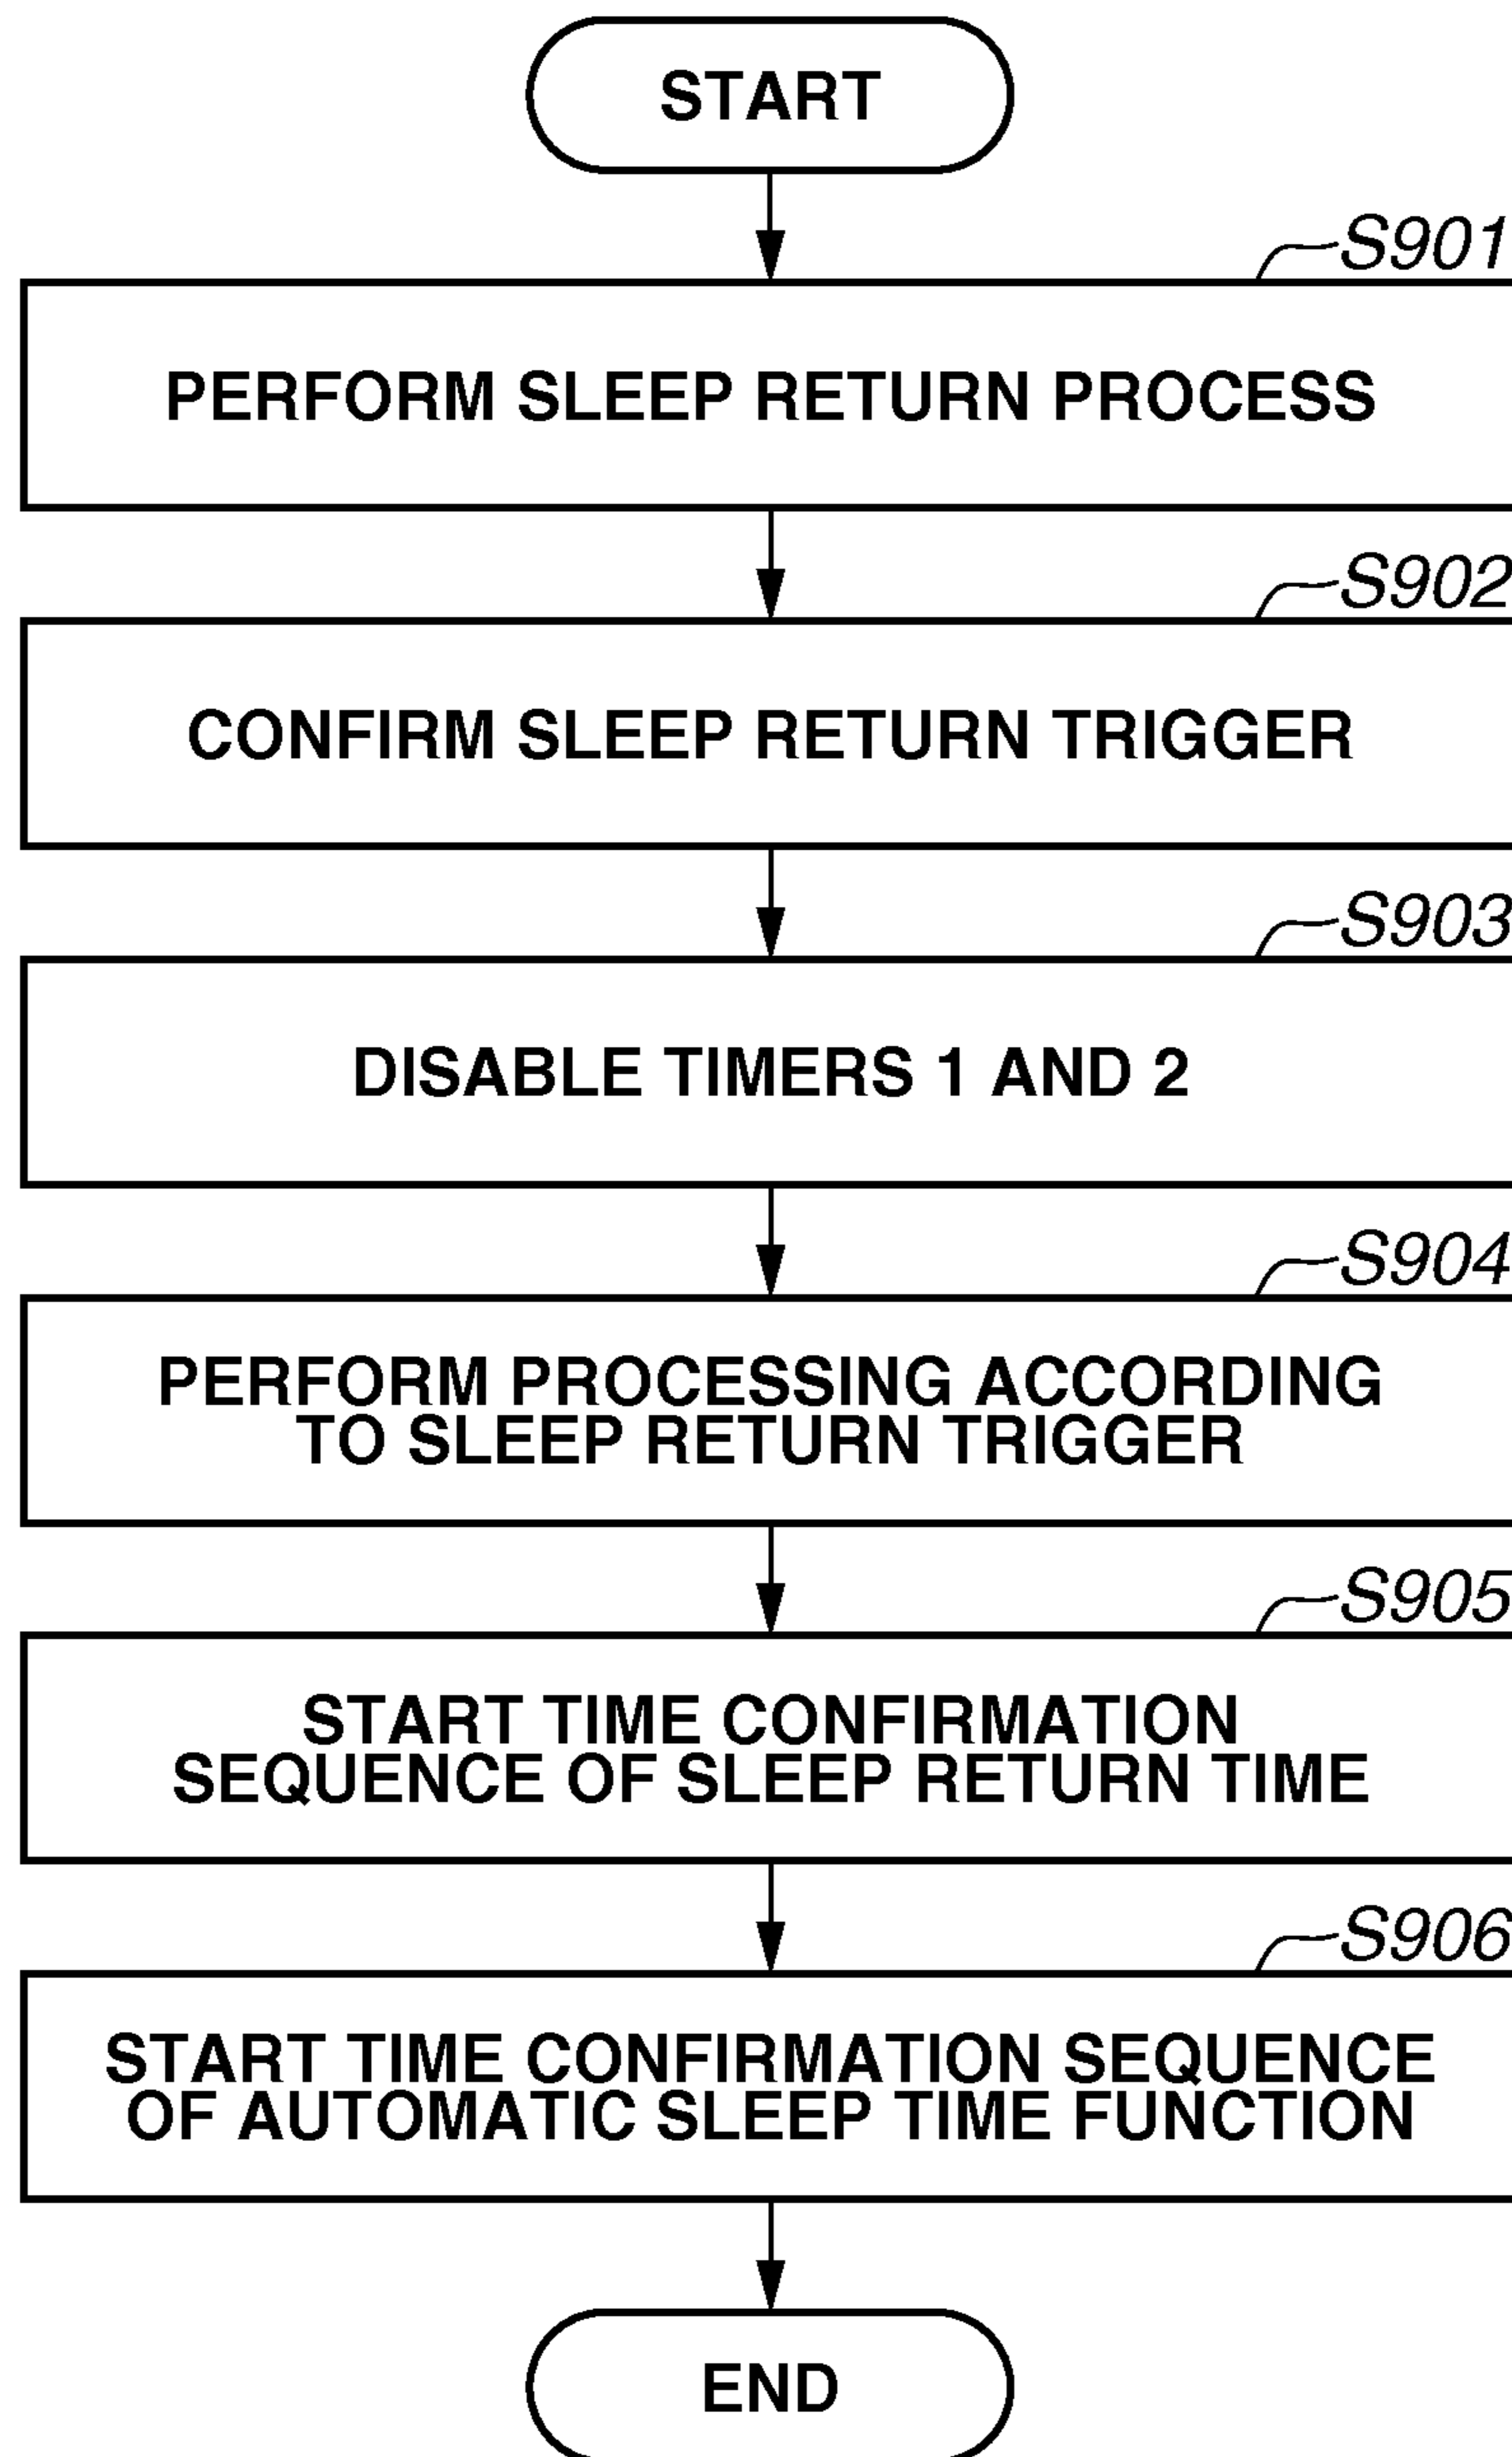 START
S901
PERFORM SLEEP RETURN PROCESS
S902
CONFIRM SLEEP RETURN TRIGGER
S903
DISABLE TIMERS 1 AND 2
S904
PERFORM PROCESSING ACCORDING
TO SLEEP RETURN TRIGGER
S905
START TIME CONFIRMATION
SEQUENCE OF SLEEP RETURN TIME
S906
START TIME CONFIRMATION SEQUENCE
OF AUTOMATIC SLEEP TIME FUNCTION
END